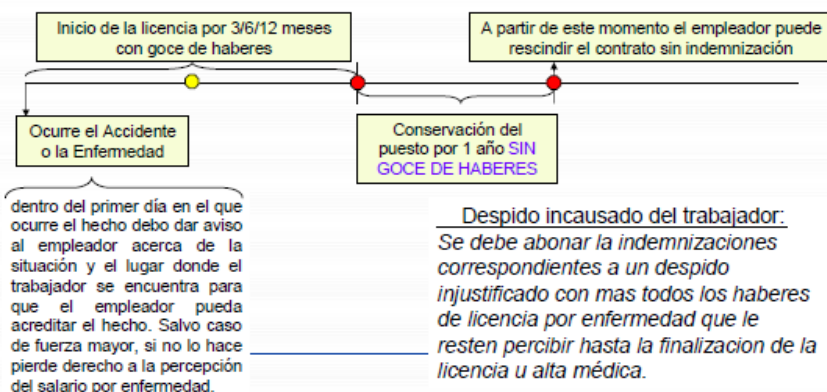 Inicio de la licencia por 3/6/12 meses
con goce de haberes
A partir de este momento el empleador puede
rescindir el contrato sin indemnización
Ocurre el Accidente
o la Enfermedad
Conservación del
puesto por 1 año SIN
GOCE DE HABERES
dentro del primer día en el que
ocurre el hecho debo dar aviso
al empleador acerca de la
situación y el lugar donde el
trabajador se encuentra para
que el empleador pueda
acreditar el hecho. Salvo caso
de fuerza mayor, si no lo hace
pierde derecho a la percepción
del salario por enfermedad.
Despido incausado del trabajador:
Se debe abonar la indemnizaciones
correspondientes a un despido
injustificado con mas todos los haberes
de licencia por enfermedad que le
resten percibir hasta la finalizacion de la
licencia u alta médica.